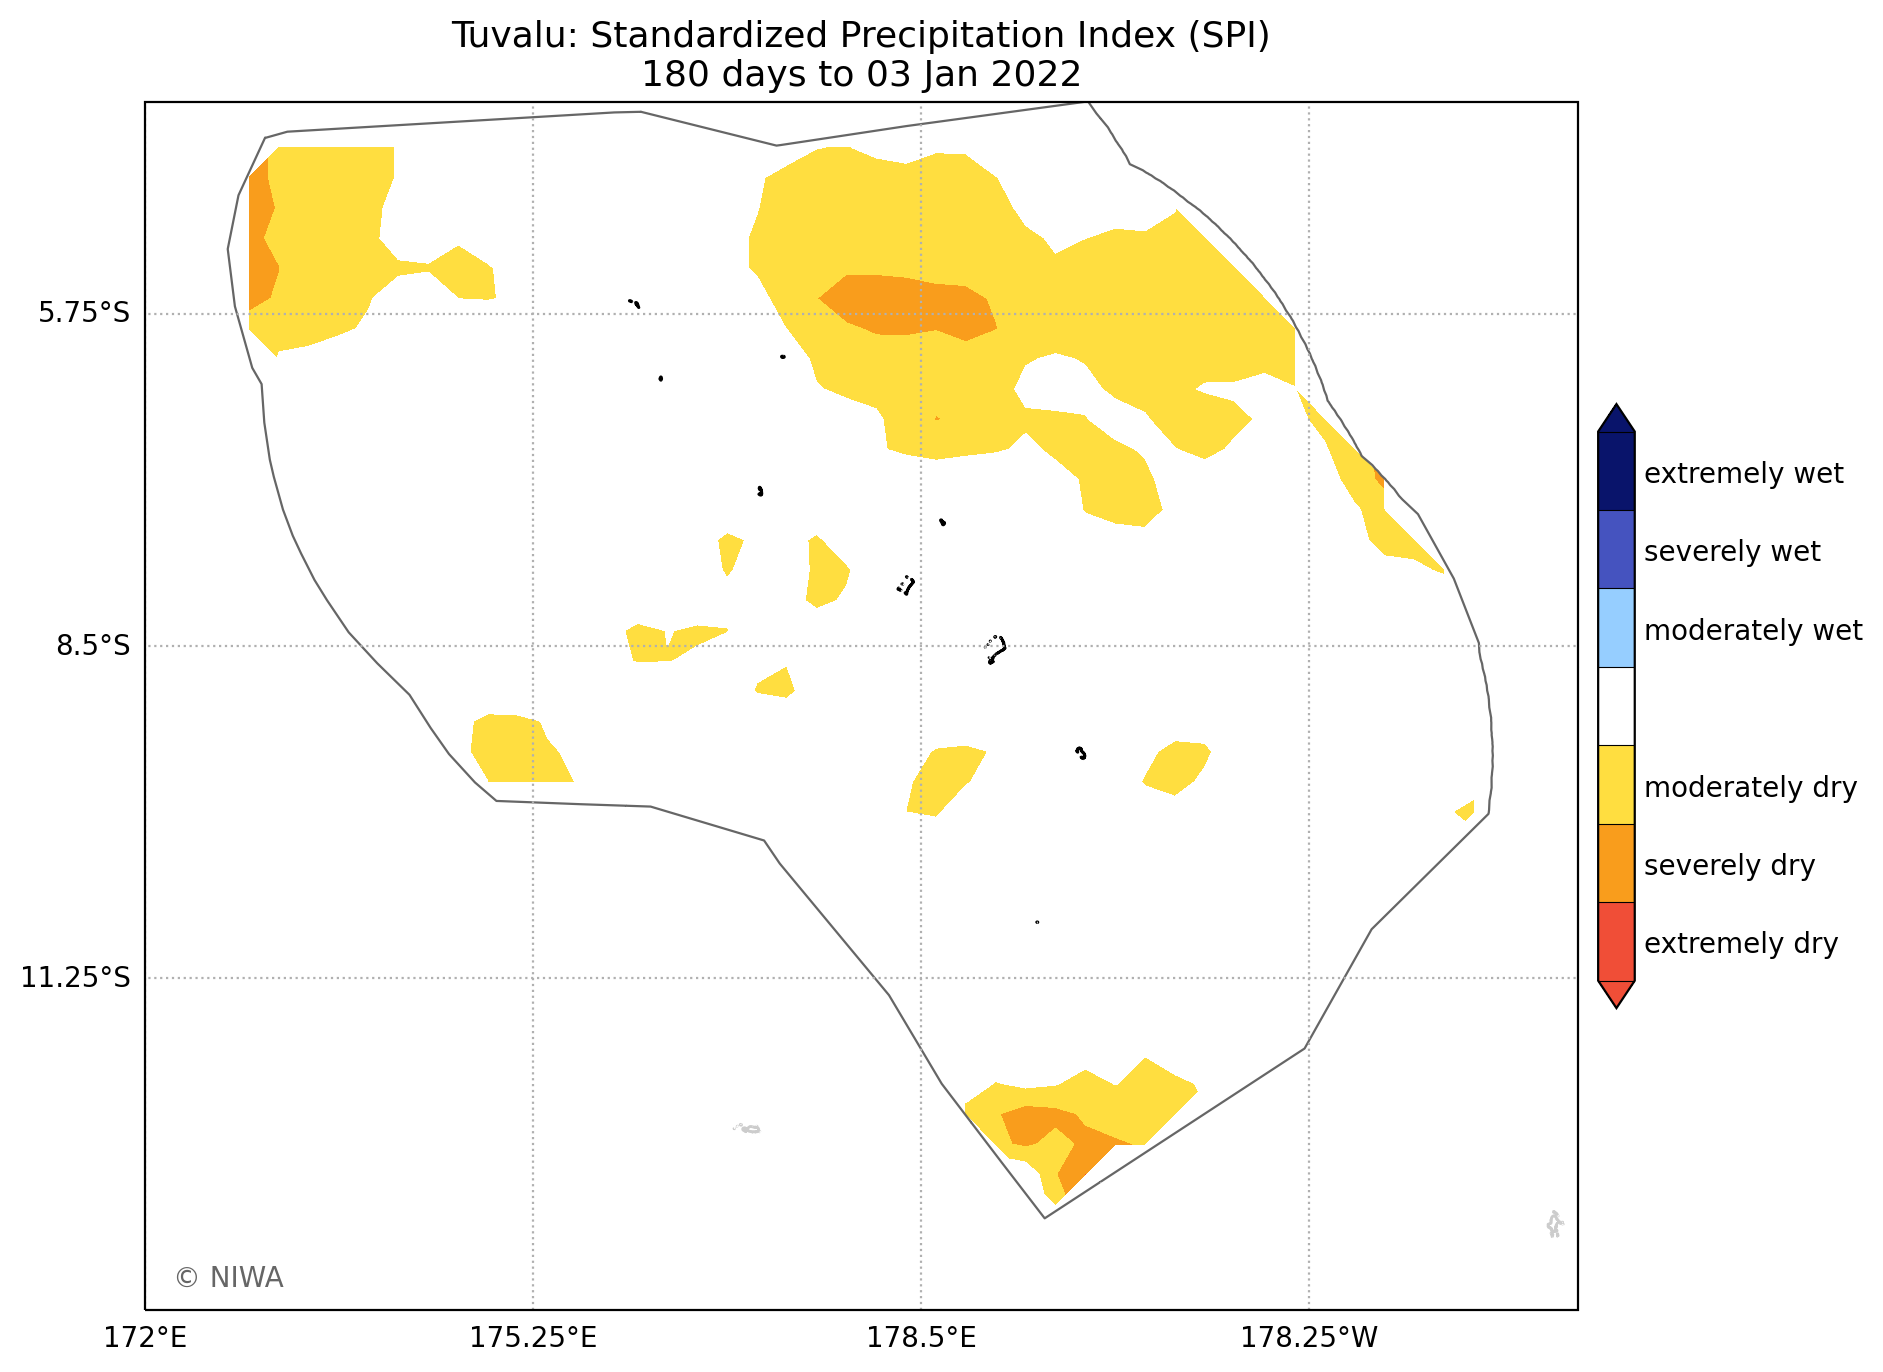 Tuvalu: Standardized Precipitation Index (SPI)
180 days to 03 Jan 2022
5.75°S
8.5°S
11.25°S
172°E
175.25°E
178.5°E
178.25°W
extremely wet
severely wet
moderately wet
moderately dry
severely dry
extremely dry
© NIWA